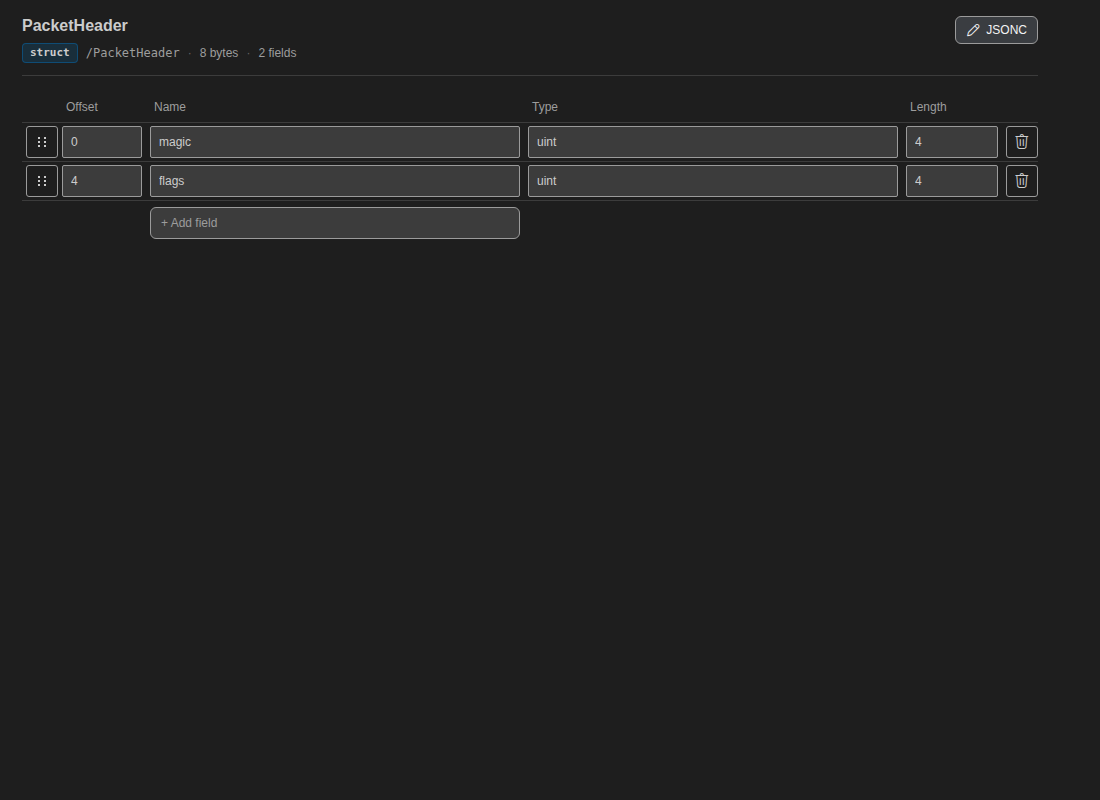 PacketHeader
JSONC
struct /PacketHeader · 8 bytes · 2 fields
Offset Name Type Length
0 magic uint 4
4 flags uint 4
+ Add field